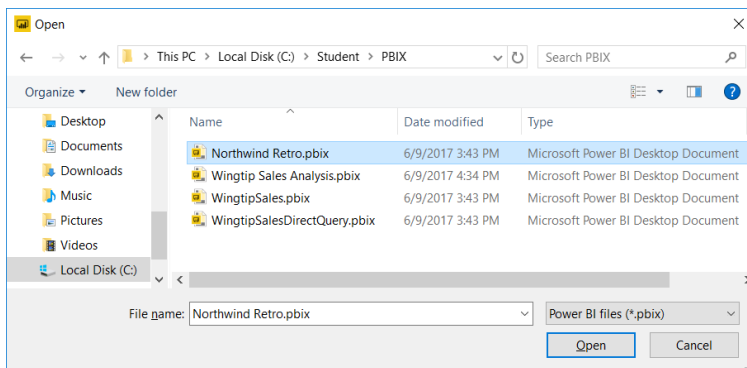 Open
This PC > Local Disk (C:) > Student > PBIX
Search PBIX
Organize
New folder
Name
Date modified
Type
Desktop
Documents
Downloads
Music
Pictures
Videos
Local Disk (C:)
Northwind Retro.pbix 6/9/2017 3:43 PM Microsoft Power BI Desktop Document
Wingtip Sales Analysis.pbix 6/9/2017 4:34 PM Microsoft Power BI Desktop Document
WingtipSales.pbix 6/9/2017 3:43 PM Microsoft Power BI Desktop Document
WingtipSalesDirectQuery.pbix 6/9/2017 3:43 PM Microsoft Power BI Desktop Document
File name: Northwind Retro.pbix
Power BI files (*.pbix)
Open
Cancel